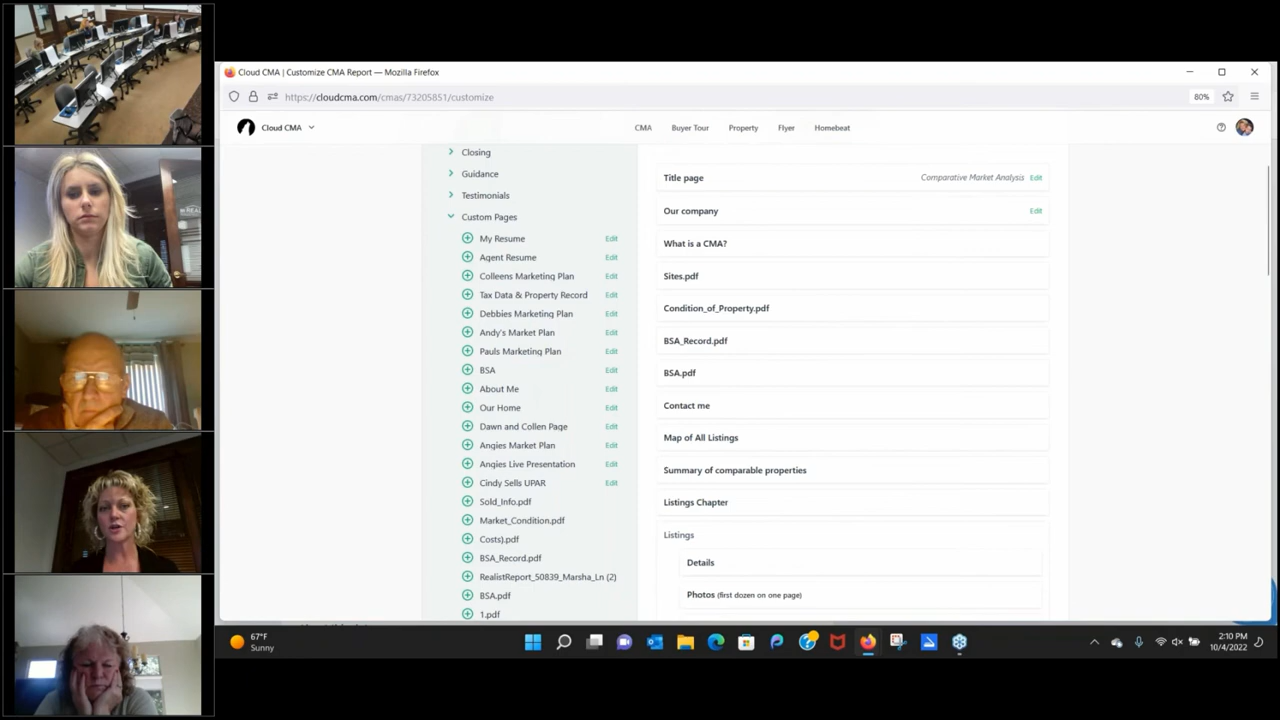 Cloud CMA | Customize CMA Report — Mozilla Firefox
https://cloudcma.com/cmas/73205851/customize
80%
Cloud CMA
CMA Buyer Tour Property Flyer Homebeat
Closing
Guidance
Testimonials
Custom Pages
My Resume Edit
Agent Resume Edit
Colleens Marketing Plan Edit
Tax Data & Property Record Edit
Debbies Marketing Plan Edit
Andy's Market Plan Edit
Pauls Marketing Plan Edit
BSA Edit
About Me Edit
Our Home Edit
Dawn and Collen Page Edit
Angies Market Plan Edit
Angies Live Presentation Edit
Cindy Sells UPAR Edit
Sold_Info.pdf
Market_Condition.pdf
Costs).pdf
BSA_Record.pdf
RealistReport_50839_Marsha_Ln (2)
BSA.pdf
1.pdf
Title page Comparative Market Analysis Edit
Our company Edit
What is a CMA?
Sites.pdf
Condition_of_Property.pdf
BSA_Record.pdf
BSA.pdf
Contact me
Map of All Listings
Summary of comparable properties
Listings Chapter
Listings
Details
Photos (first dozen on one page)
67°F
Sunny
2:10 PM
10/4/2022